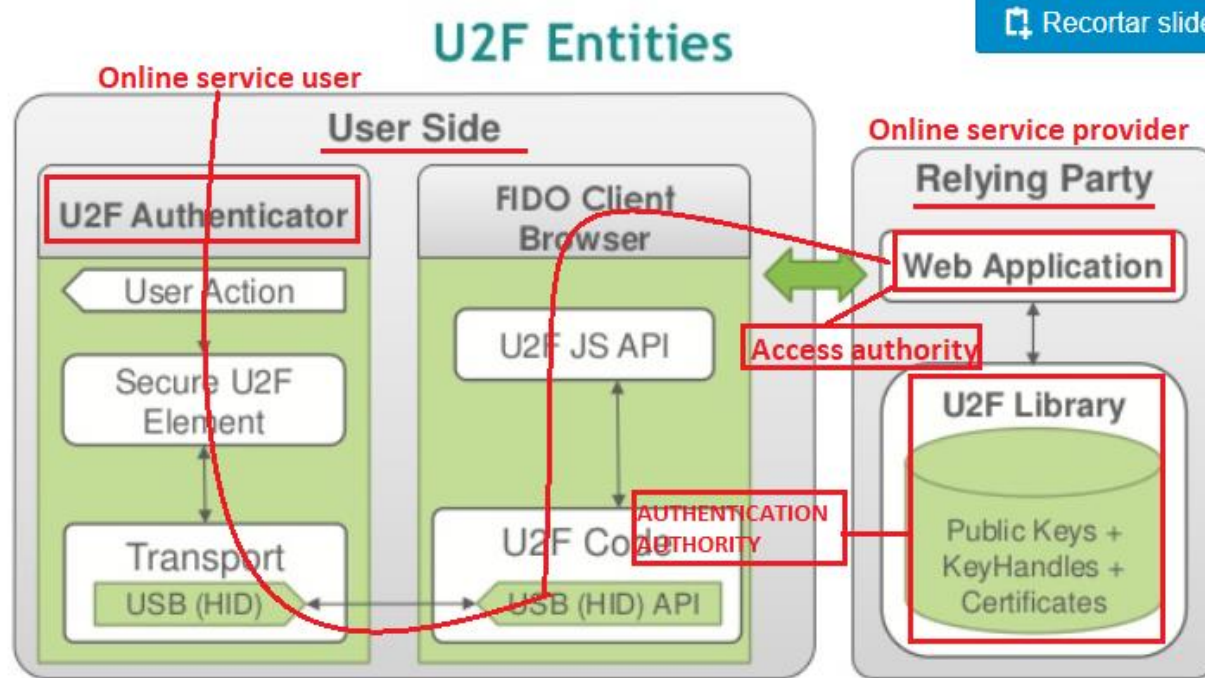 U2F Entities
Recortar slide
Online service user
User Side
Online service provider
Relying Party
U2F Authenticator
FIDO Client
Browser
User Action
Secure U2F
Element
Transport
USB (HID)
U2F JS API
U2F Code
USB (HID) API
Web Application
Access authority
U2F Library
AUTHENTICATION
AUTHORITY
Public Keys +
KeyHandles +
Certificates